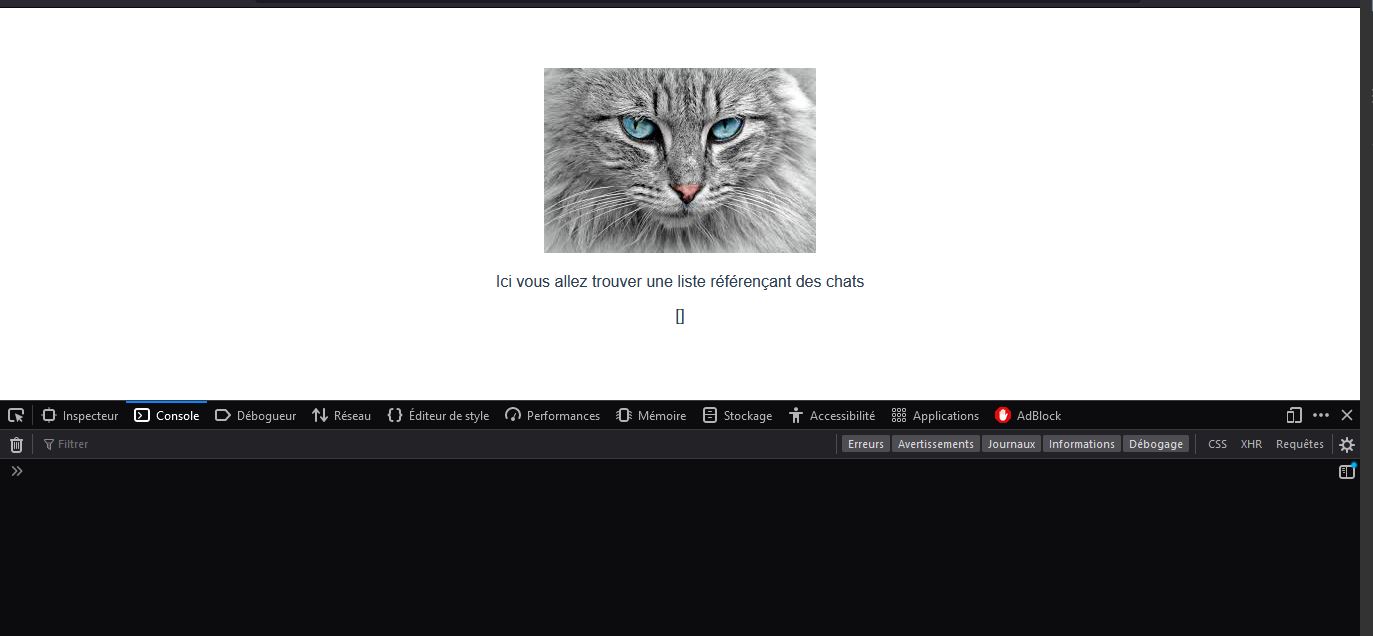 Ici vous allez trouver une liste référençant des chats
[]
Inspecteur Console Débogueur Réseau Éditeur de style Performances Mémoire Stockage Accessibilité Applications AdBlock
Filtrer Erreurs Avertissements Journaux Informations Débogage CSS XHR Requêtes